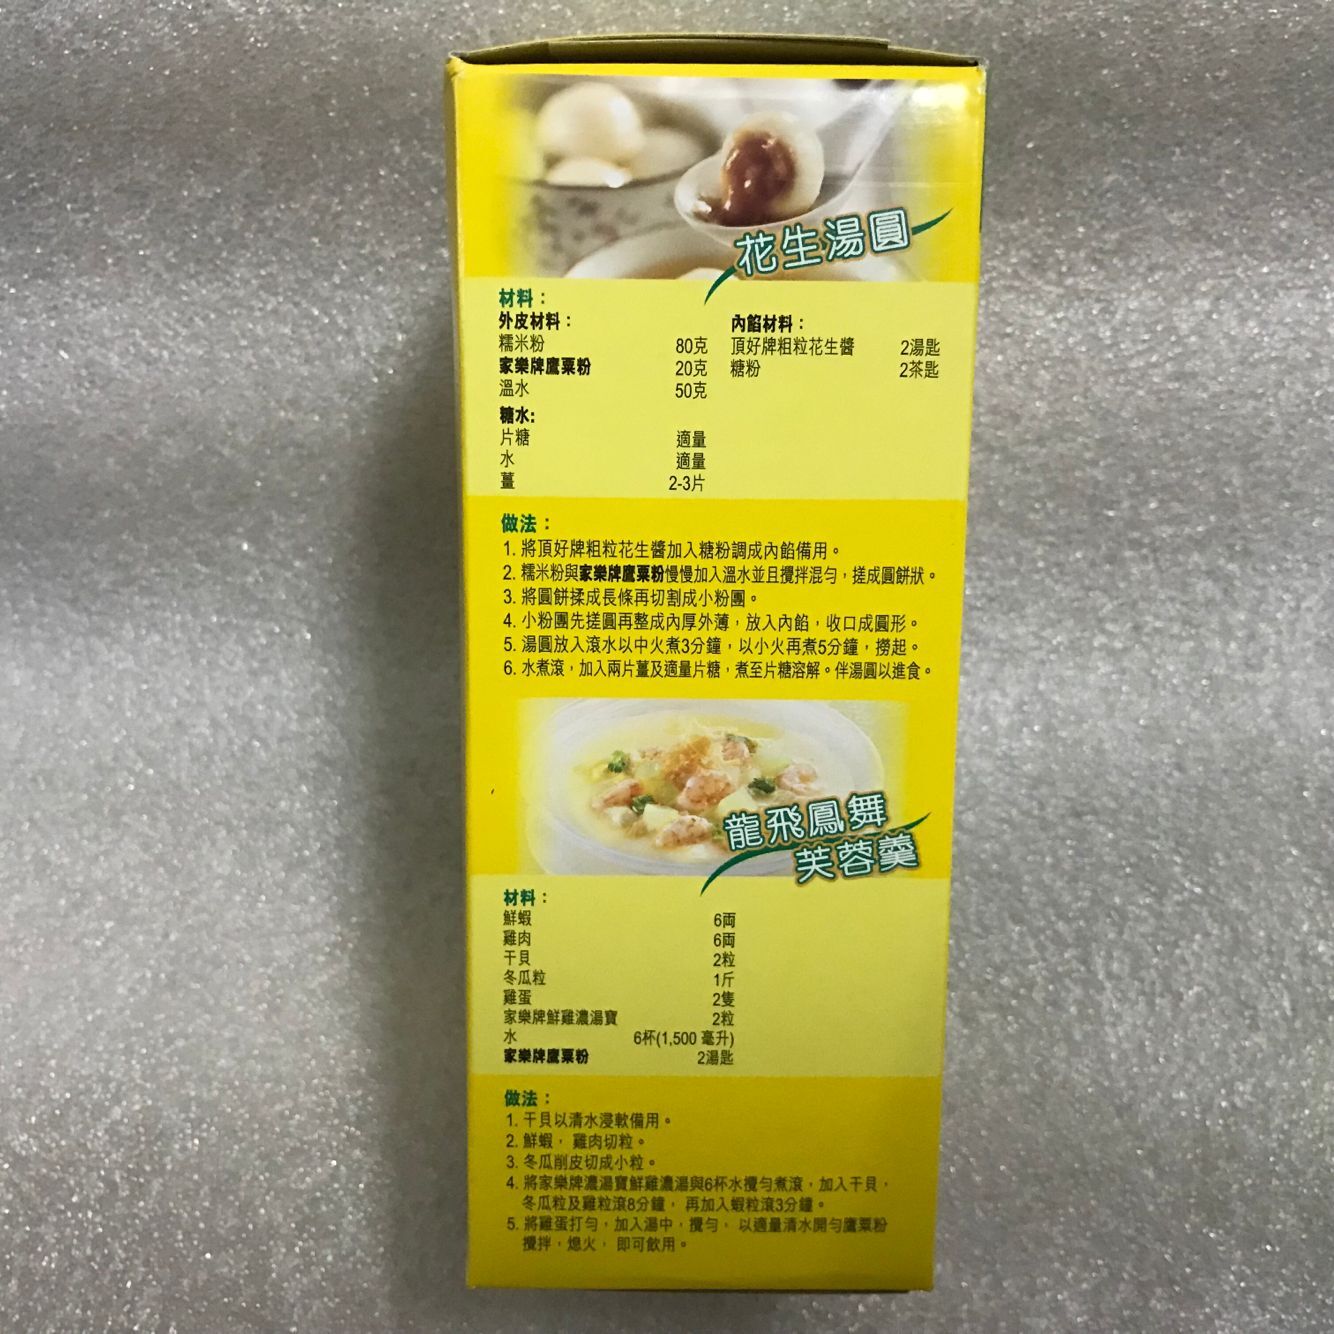 花生湯圓
材料：
外皮材料：
糯米粉 80克
家樂牌鷹粟粉 20克
溫水 50克
內餡材料：
頂好牌粗粒花生醬 2湯匙
糖粉 2茶匙
糖水:
片糖 適量
水 適量
薑 2-3片
做法：
1. 將頂好牌粗粒花生醬加入糖粉調成內餡備用。
2. 糯米粉與家樂牌鷹粟粉慢慢加入溫水並且攪拌混勻，搓成圓餅狀。
3. 將圓餅揉成長條再切割成小粉團。
4. 小粉團先搓圓再整成內厚外薄，放入內餡，收口成圓形。
5. 湯圓放入滾水以中火煮3分鐘，以小火再煮5分鐘，撈起。
6. 水煮滾，加入兩片薑及適量片糖，煮至片糖溶解。伴湯圓以進食。
龍飛鳳舞
芙蓉羹
材料：
鮮蝦 6両
雞肉 6両
干貝 2粒
冬瓜粒 1斤
雞蛋 2隻
家樂牌鮮雞濃湯寶 2粒
水 6杯(1,500 毫升)
家樂牌鷹粟粉 2湯匙
做法：
1. 干貝以清水浸軟備用。
2. 鮮蝦，雞肉切粒。
3. 冬瓜削皮切成小粒。
4. 將家樂牌濃湯寶鮮雞濃湯與6杯水攪勻煮滾，加入干貝，
冬瓜粒及雞粒滾8分鐘，再加入蝦粒滾3分鐘。
5. 將雞蛋打勻，加入湯中，攪勻，以適量清水開勻鷹粟粉
攪拌，熄火，即可飲用。